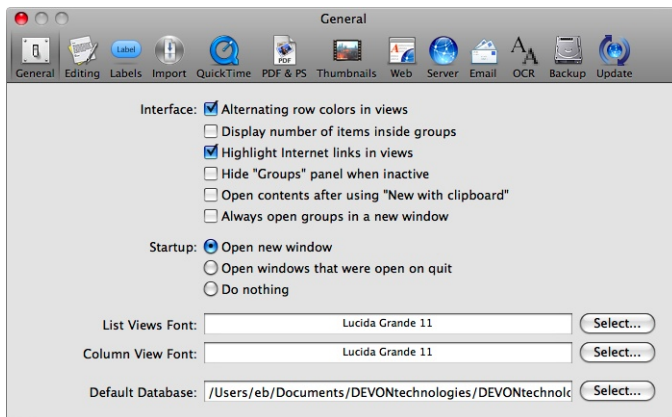 General
Label
PDF
General Editing Labels Import QuickTime PDF & PS Thumbnails Web Server Email OCR Backup Update
Interface: Alternating row colors in views
Display number of items inside groups
Highlight Internet links in views
Hide "Groups" panel when inactive
Open contents after using "New with clipboard"
Always open groups in a new window
Startup: Open new window
Open windows that were open on quit
Do nothing
List Views Font: Lucida Grande 11 Select...
Column View Font: Lucida Grande 11 Select...
Default Database: /Users/eb/Documents/DEVONtechnologies/DEVONtechnolo Select...